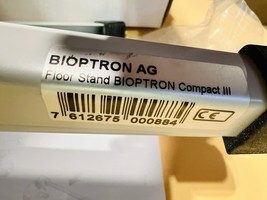 BIOPTRON AG
Floor Stand BIOPTRON Compact III
7 612675 000884
CE